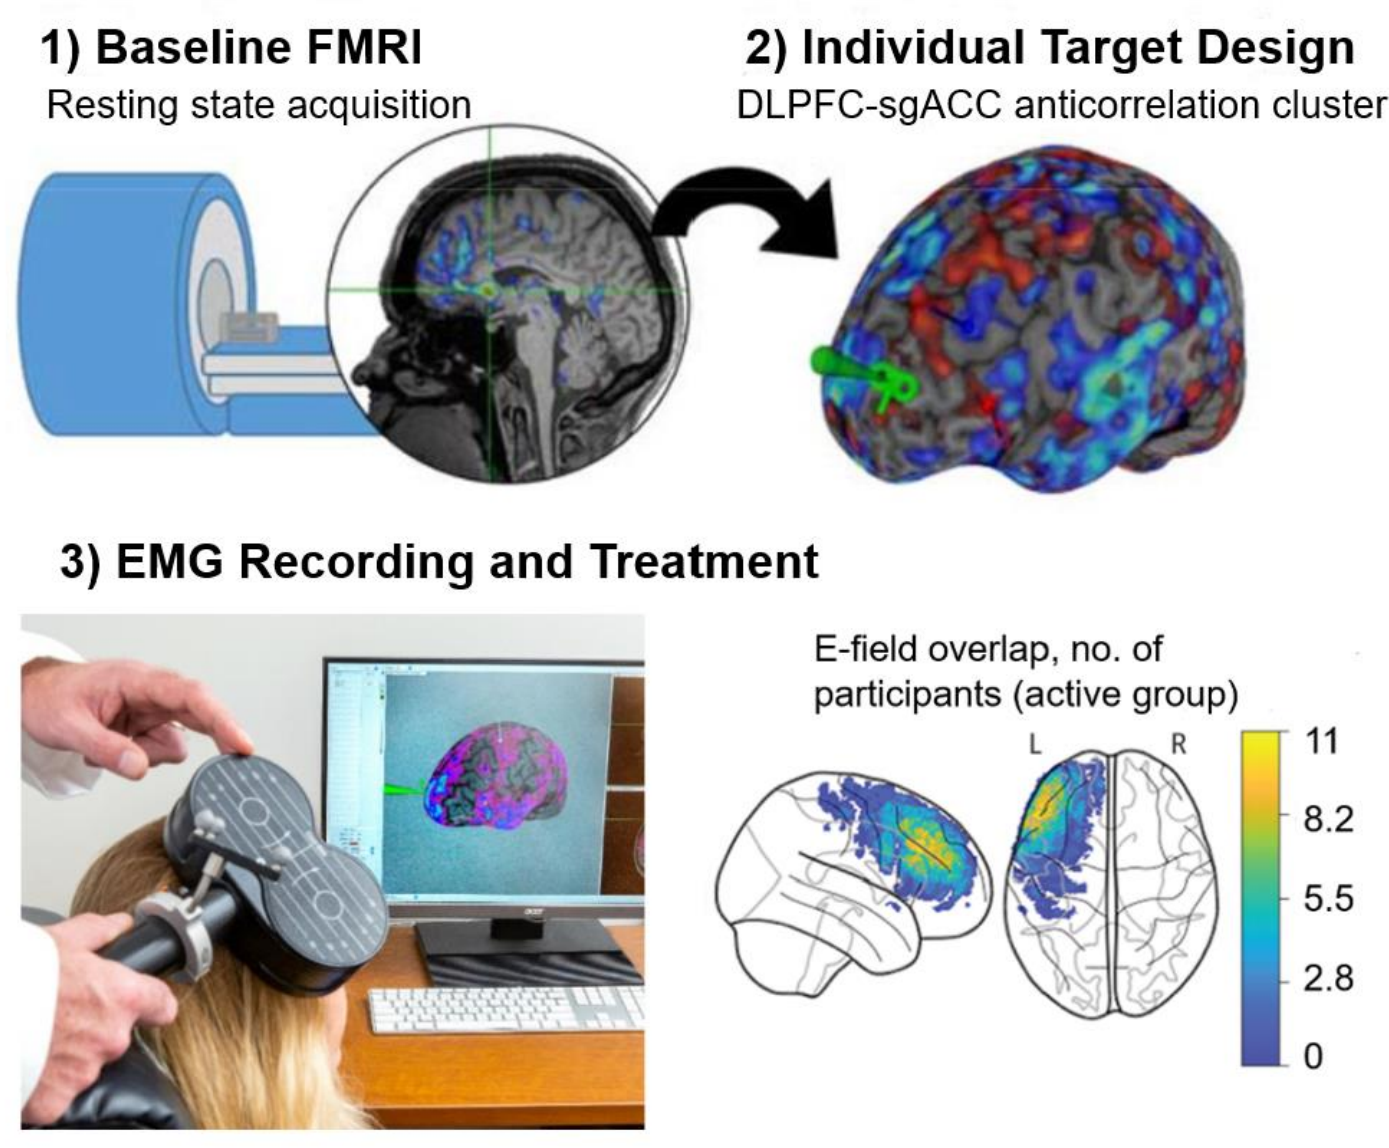 1) Baseline FMRI
Resting state acquisition
2) Individual Target Design
DLPFC-sgACC anticorrelation cluster
3) EMG Recording and Treatment
acer
E-field overlap, no. of
participants (active group)
L
R
11
8.2
5.5
2.8
0